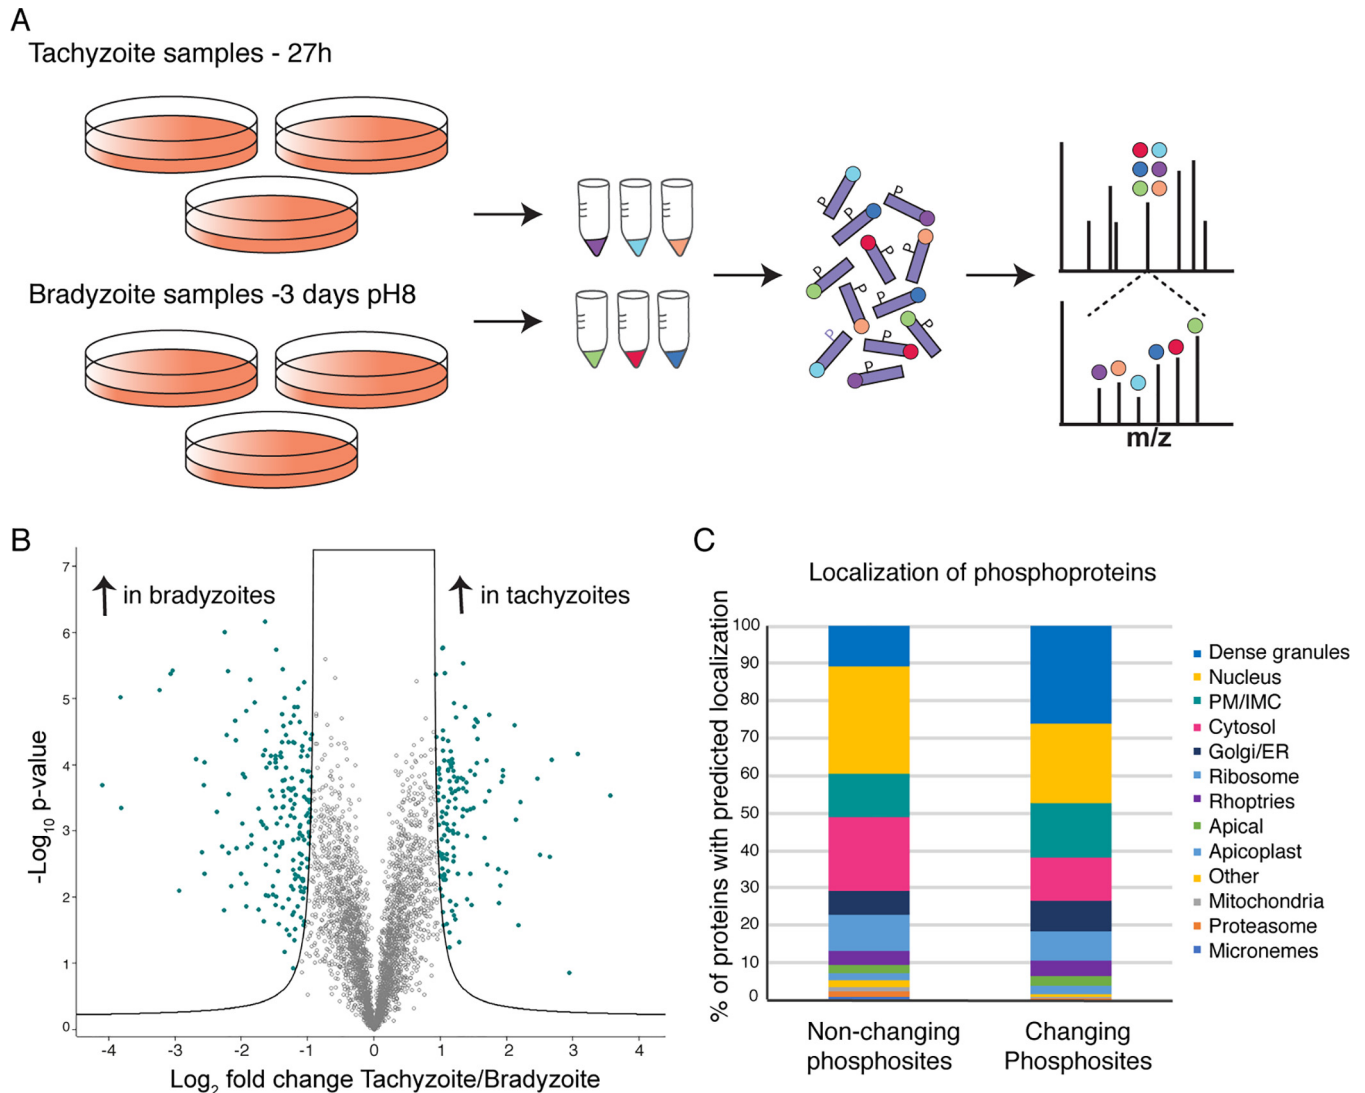 A
Tachyzoite samples - 27h
Bradyzoite samples -3 days pH8
P
P
P
P
P
P
P
P
P
P
P
P
m/z
B
↑ in bradyzoites
↑ in tachyzoites
7
6
5
4
3
2
1
0
-Log10 p-value
-4 -3 -2 -1 0 1 2 3 4
Log2 fold change Tachyzoite/Bradyzoite
C
Localization of phosphoproteins
% of proteins with predicted localization
100
90
80
70
60
50
40
30
20
10
0
Non-changing
phosphosites
Changing
Phosphosites
Dense granules
Nucleus
PM/IMC
Cytosol
Golgi/ER
Ribosome
Rhoptries
Apical
Apicoplast
Other
Mitochondria
Proteasome
Micronemes